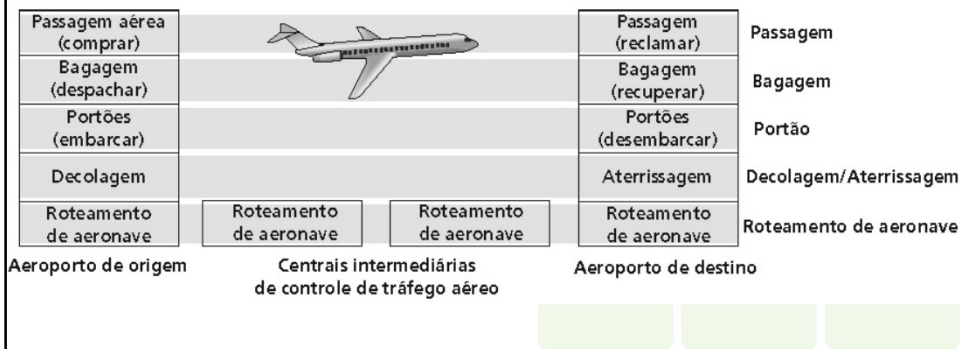 Passagem aérea
(comprar)
Passagem
(reclamar)
Passagem
Bagagem
(despachar)
Bagagem
(recuperar)
Bagagem
Portões
(embarcar)
Portões
(desembarcar)
Portão
Decolagem
Aterrissagem
Decolagem/Aterrissagem
Roteamento
de aeronave
Roteamento
de aeronave
Roteamento
de aeronave
Roteamento
de aeronave
Roteamento de aeronave
Aeroporto de origem
Centrais intermediárias
de controle de tráfego aéreo
Aeroporto de destino